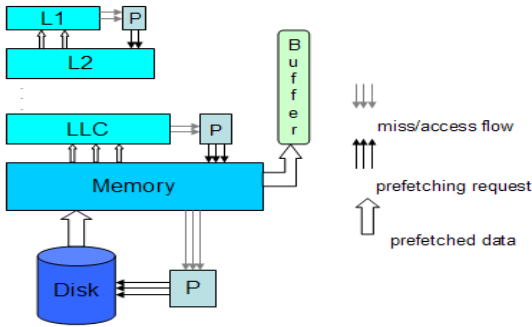 L1
P
L2
Buffer
LLC
P
miss/access flow
Memory
prefetching request
prefetched data
Disk
P